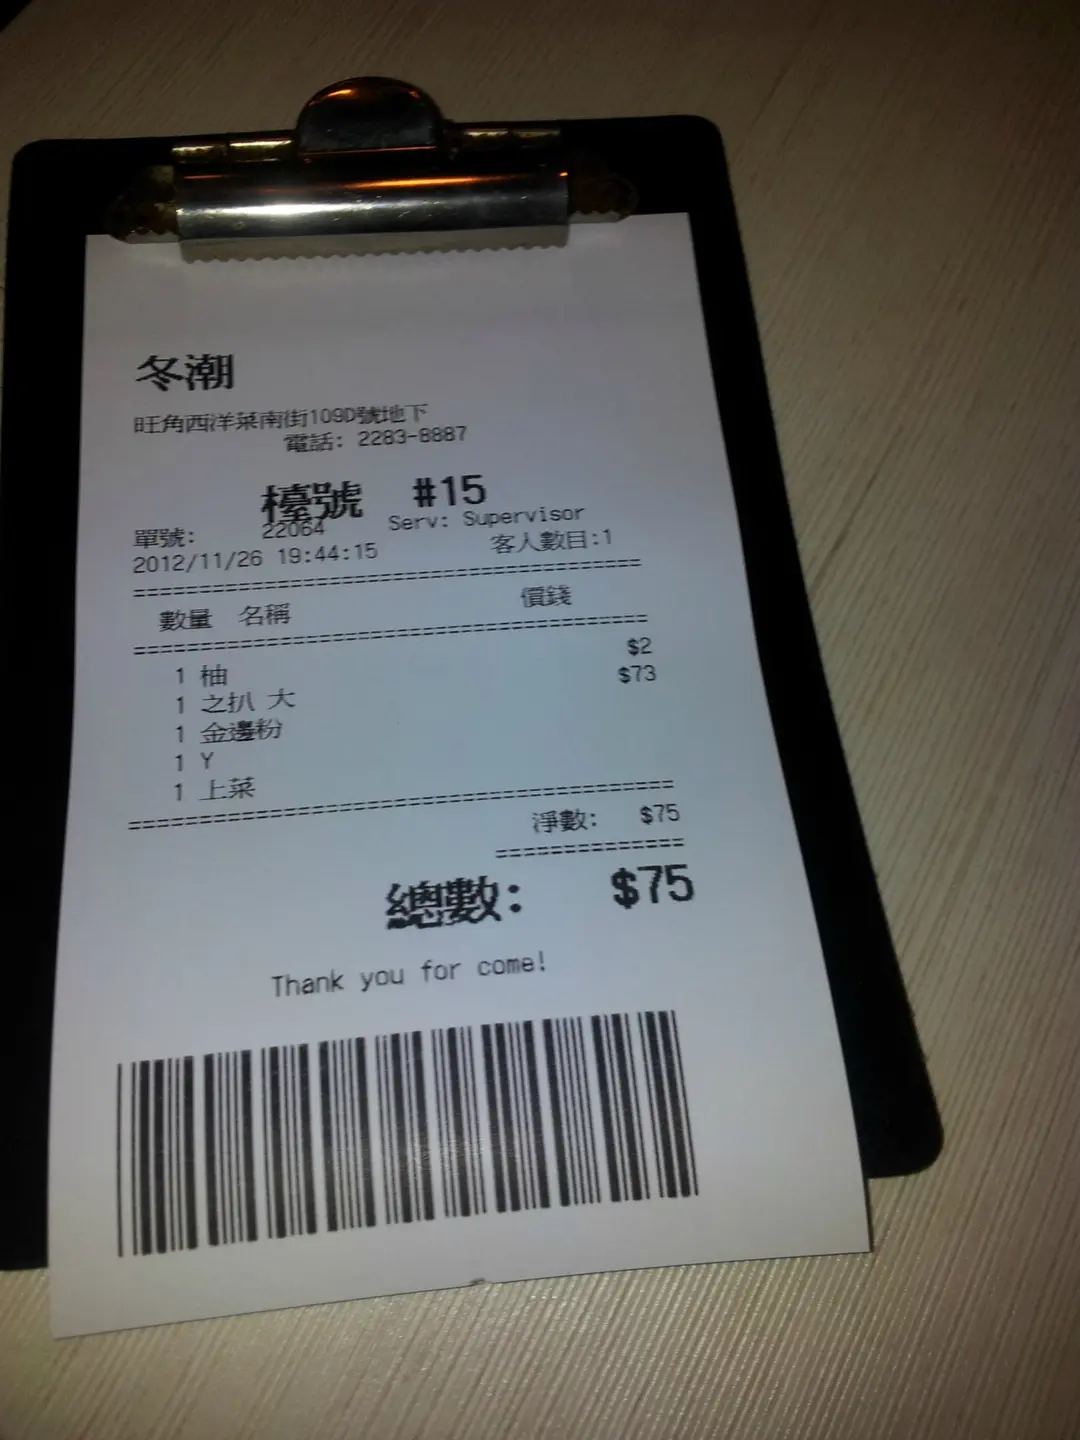 冬潮
旺角西洋菜南街109D號地下
電話: 2283-8887
檯號 #15
單號: 22064 Serv: Supervisor
2012/11/26 19:44:15 客人數目:1
數量 名稱 價錢
1 柚 $2
1 之扒 大 $73
1 金邊粉
1 Y
1 上菜
淨數: $75
總數: $75
Thank you for come!